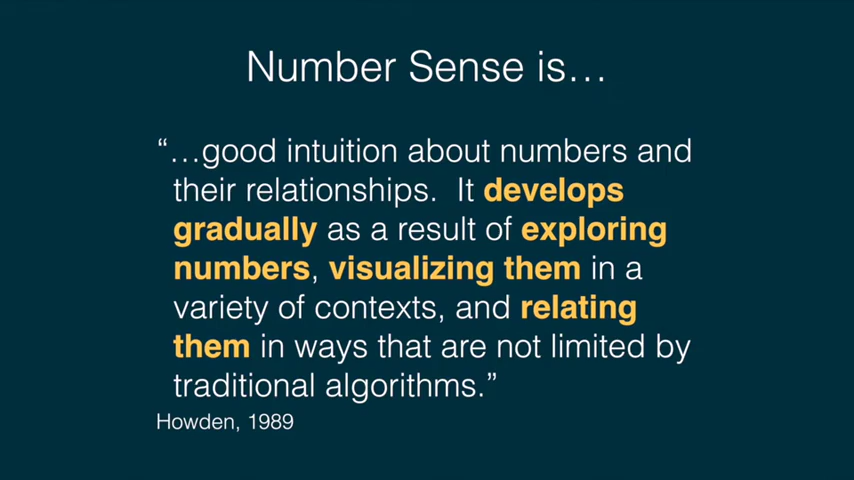 Number Sense is…
“…good intuition about numbers and
their relationships. It develops
gradually as a result of exploring
numbers, visualizing them in a
variety of contexts, and relating
them in ways that are not limited by
traditional algorithms.”
Howden, 1989